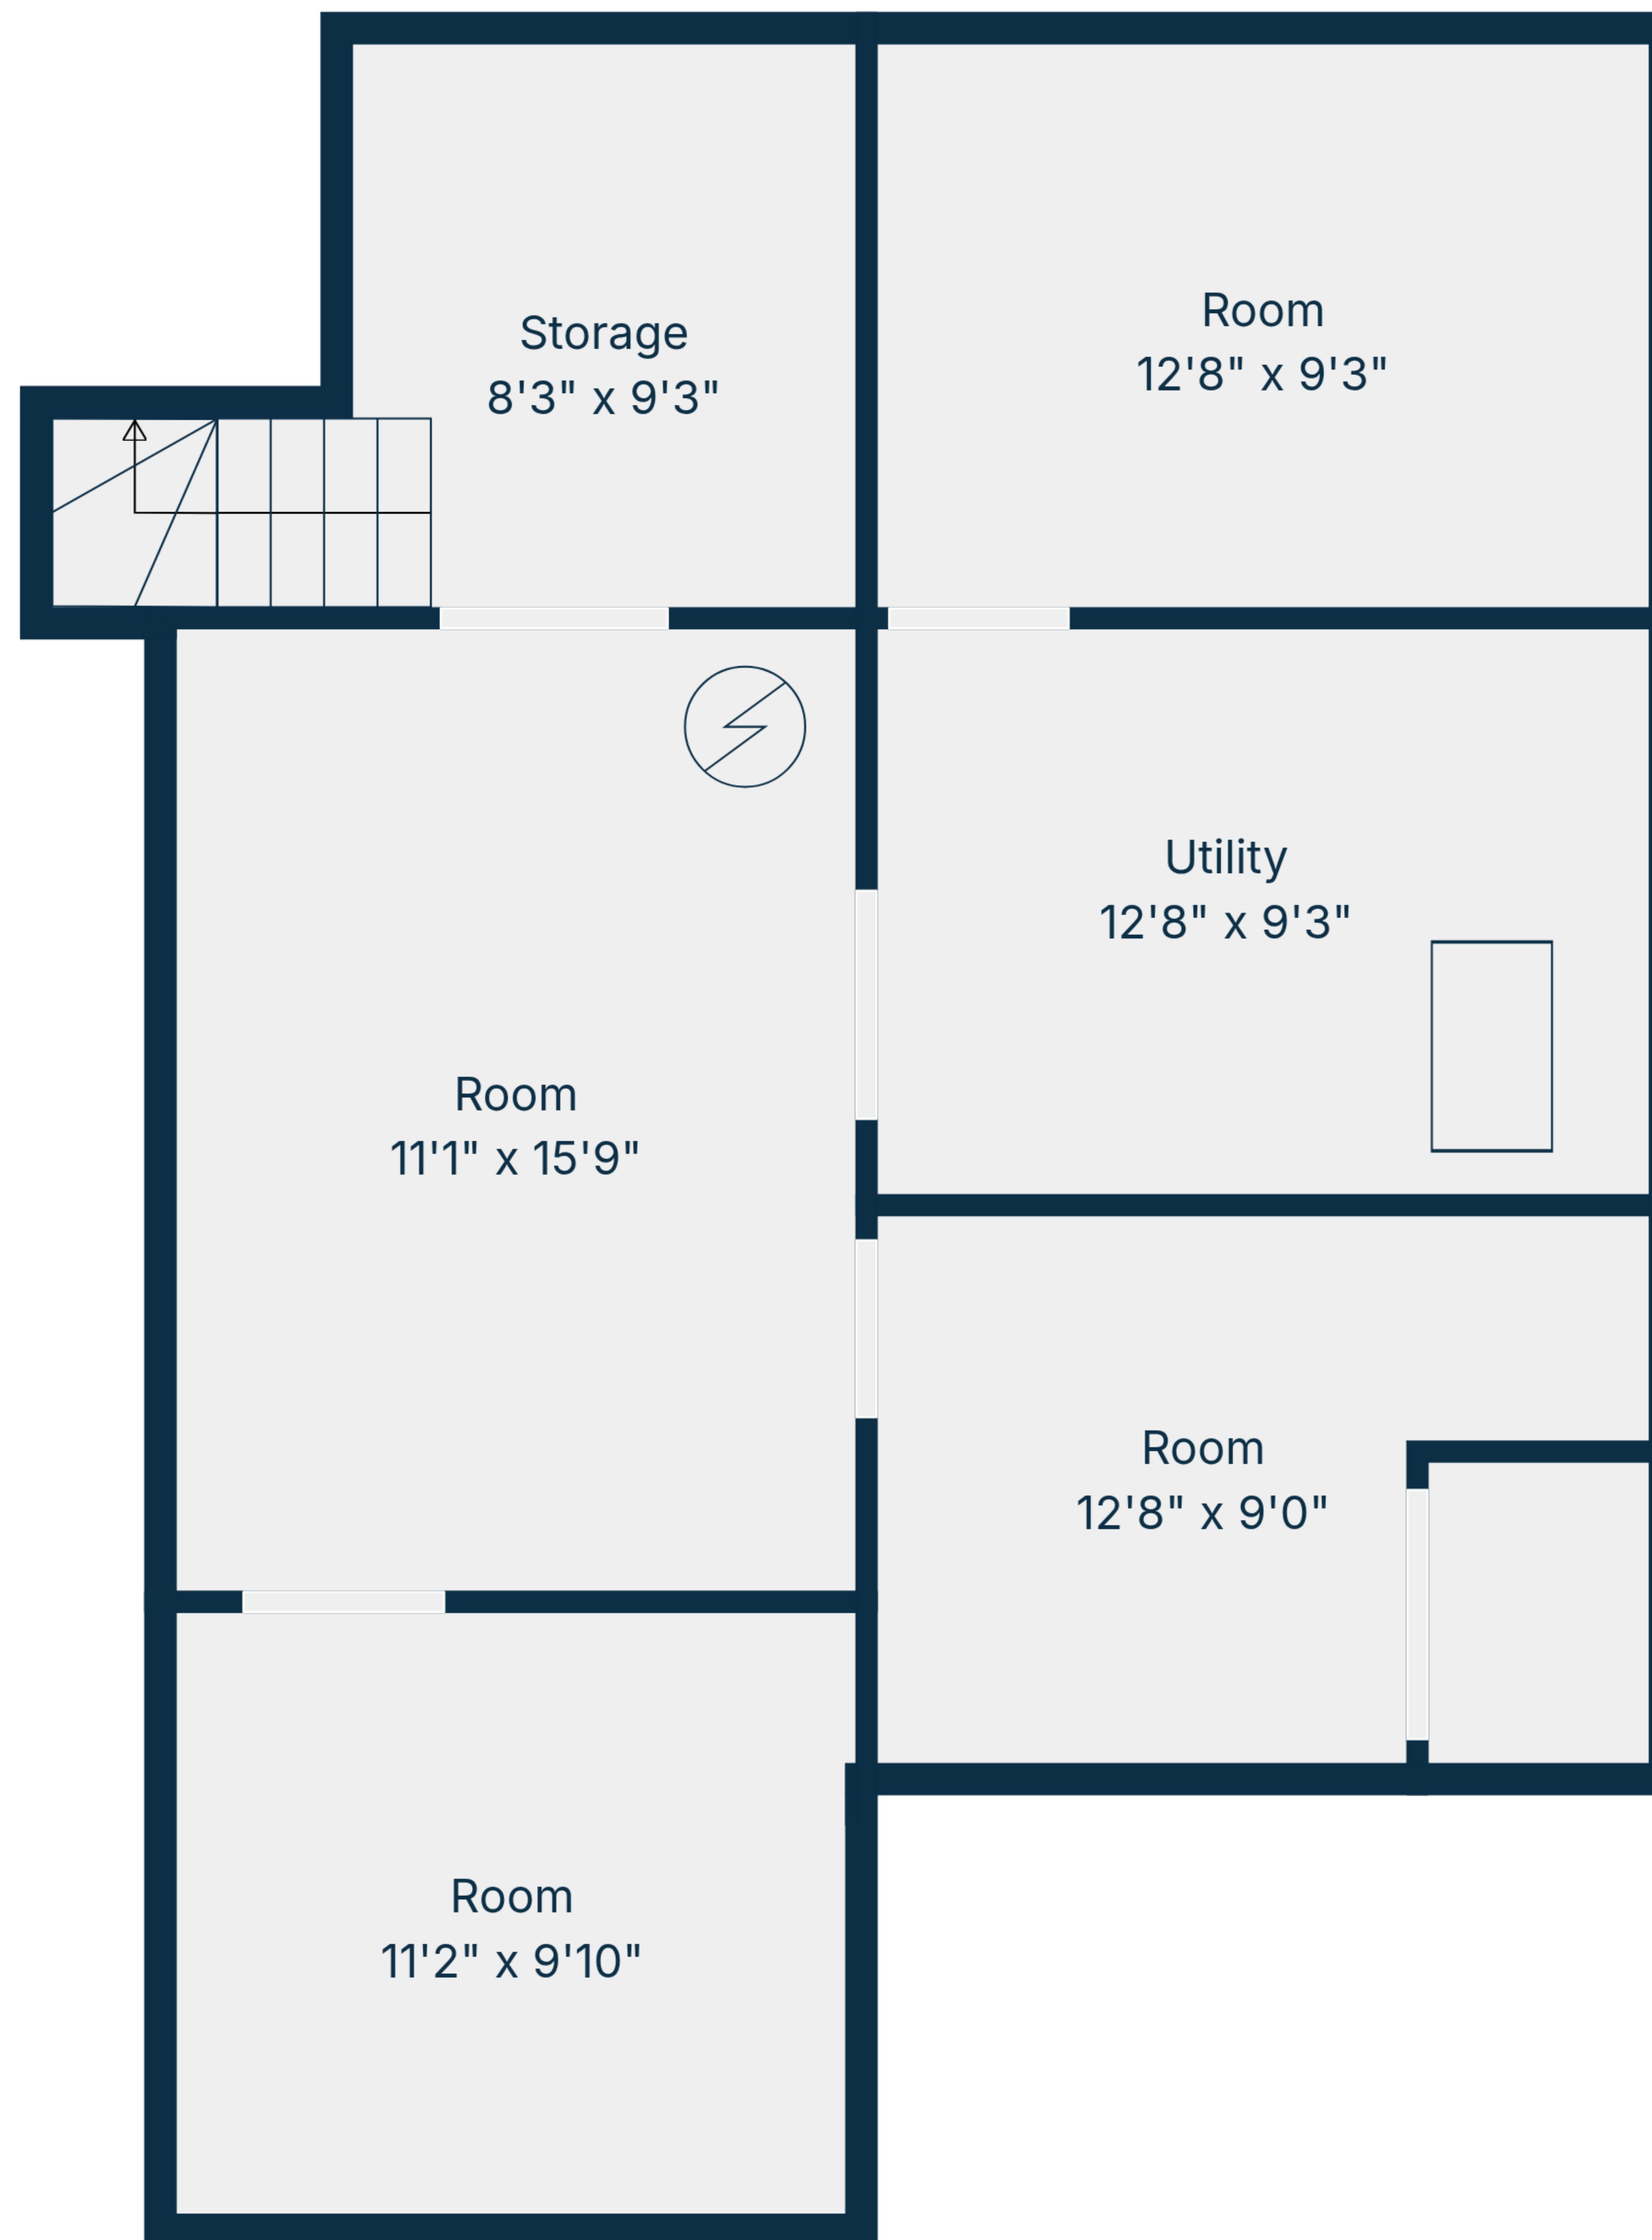 Storage
8'3" x 9'3"
Room
12'8" x 9'3"
Utility
12'8" x 9'3"
Room
11'1" x 15'9"
Room
12'8" x 9'0"
Room
11'2" x 9'10"